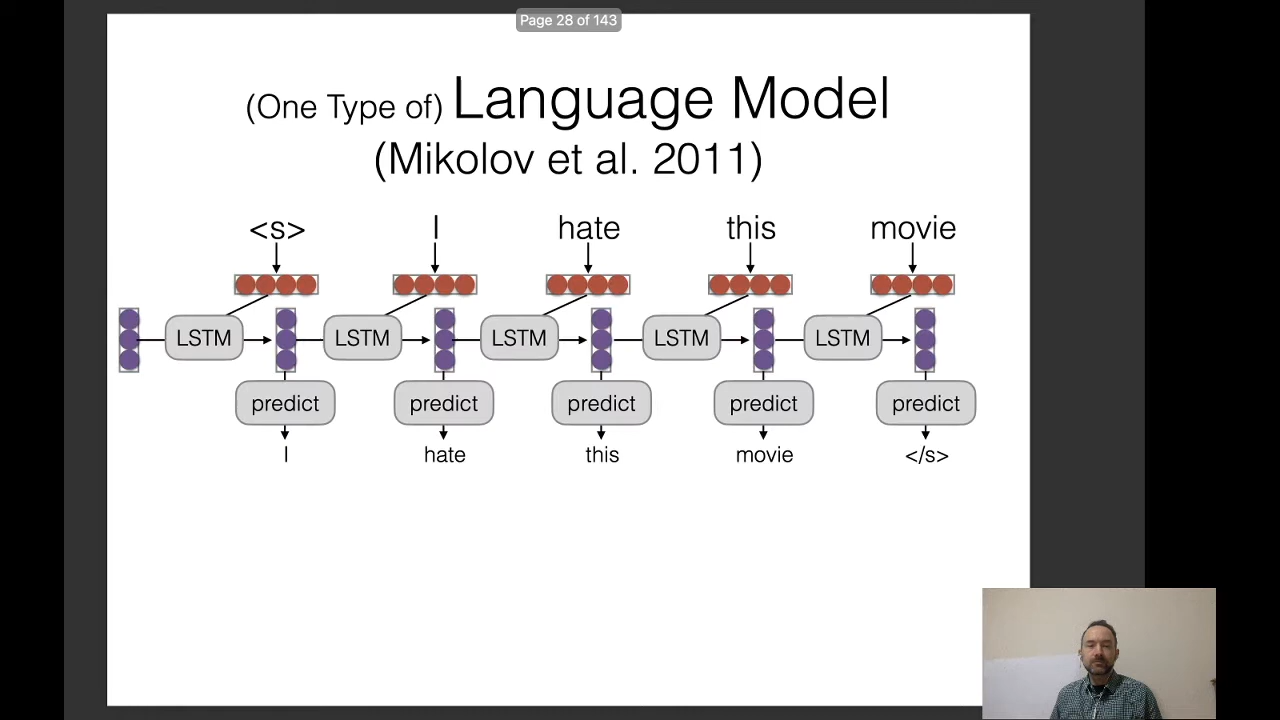 Page 28 of 143
(One Type of) Language Model
(Mikolov et al. 2011)
<s> I hate this movie
LSTM LSTM LSTM LSTM LSTM
predict predict predict predict predict
I hate this movie </s>